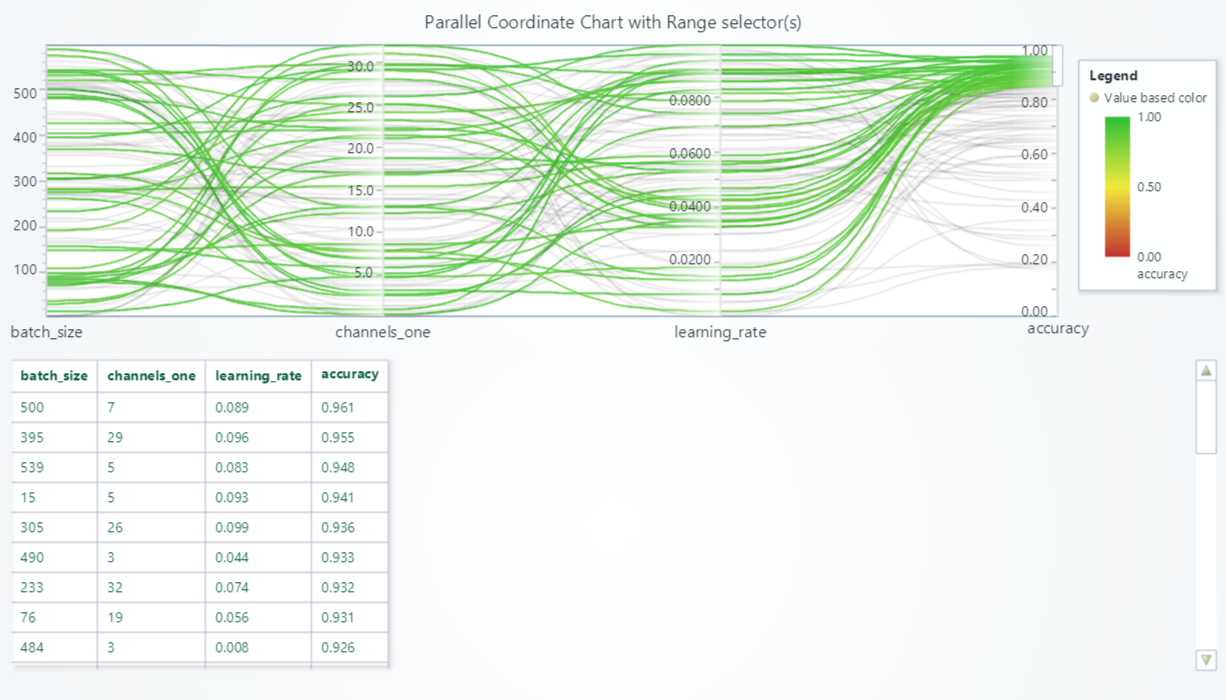 Parallel Coordinate Chart with Range selector(s)
500
400
300
200
100
30.0
25.0
20.0
15.0
10.0
5.0
0.0800
0.0600
0.0400
0.0200
1.00
0.80
0.60
0.40
0.20
0.00
batch_size channels_one learning_rate accuracy
Legend
Value based color
1.00
0.50
0.00
accuracy
batch_size channels_one learning_rate accuracy
500 7 0.089 0.961
395 29 0.096 0.955
539 5 0.083 0.948
15 5 0.093 0.941
305 26 0.099 0.936
490 3 0.044 0.933
233 32 0.074 0.932
76 19 0.056 0.931
484 3 0.008 0.926